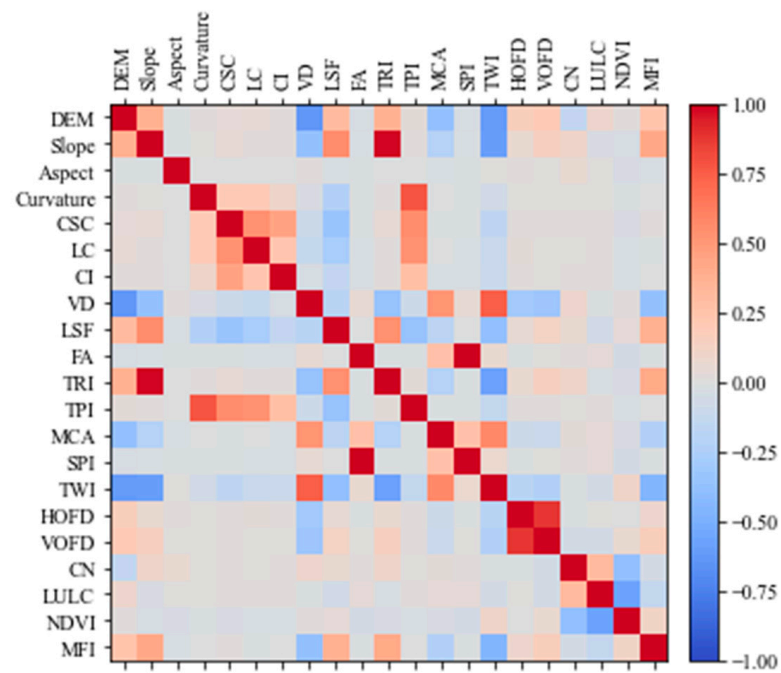 DEM Slope Aspect Curvature CSC LC CI VD LSF FA TRI TPI MCA SPI TWI HOFD VOFD CN LULC NDVI MFI
DEM
Slope
Aspect
Curvature
CSC
LC
CI
VD
LSF
FA
TRI
TPI
MCA
SPI
TWI
HOFD
VOFD
CN
LULC
NDVI
MFI
1.00
0.75
0.50
0.25
0.00
−0.25
−0.50
−0.75
−1.00